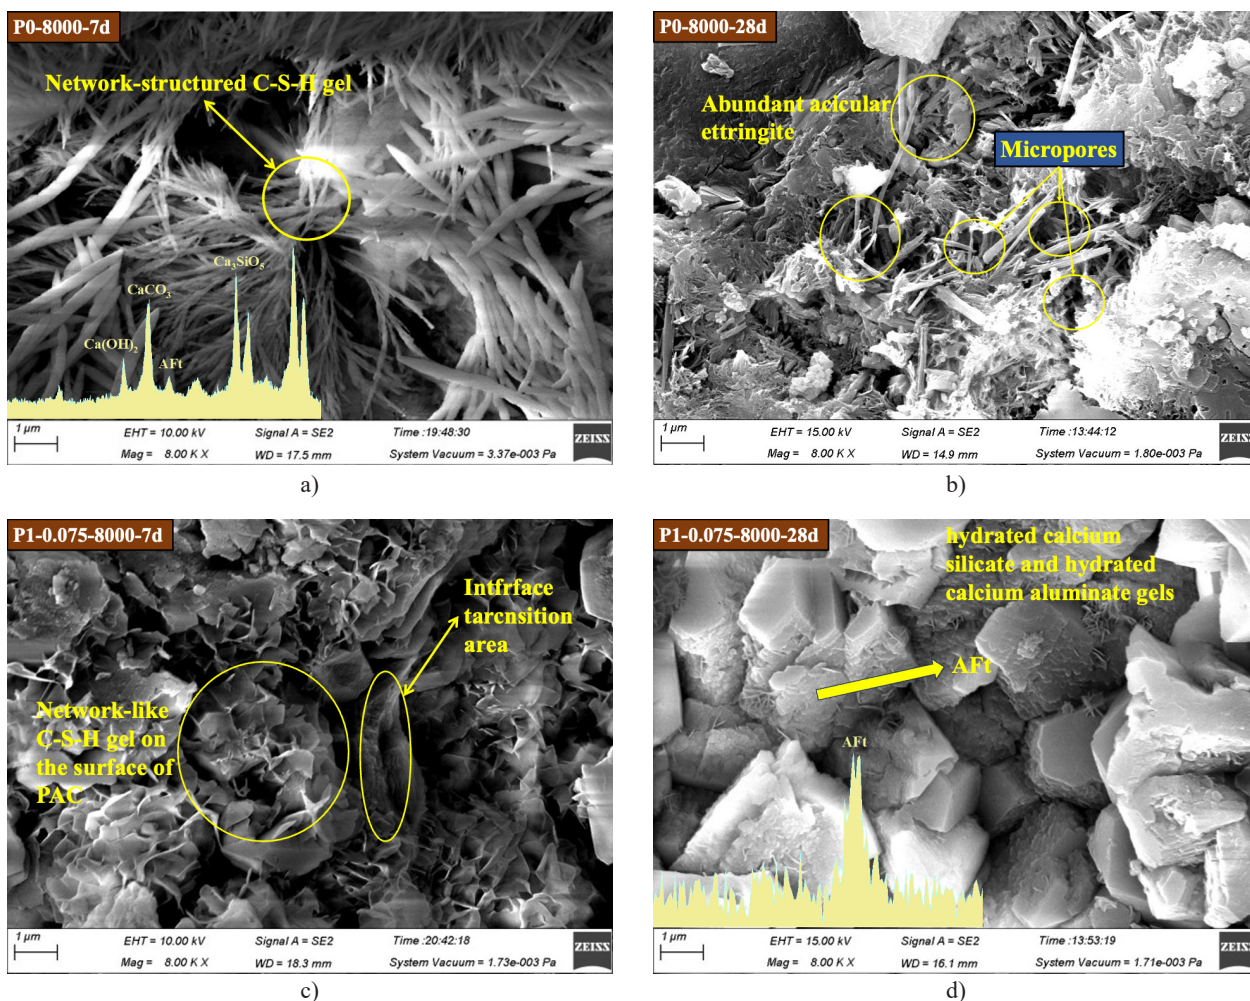 P0-8000-7d
Network-structured C-S-H gel
Ca₃SiO₅
CaCO₃
Ca(OH)₂
AFt
1 µm
EHT = 10.00 kV
Signal A = SE2
Time :19:48:30
ZEISS
Mag = 8.00 K X
WD = 17.5 mm
System Vacuum = 3.37e-003 Pa
a)
P0-8000-28d
Abundant acicular
ettringite
Micropores
1 µm
EHT = 15.00 kV
Signal A = SE2
Time :13:44:12
ZEISS
Mag = 8.00 K X
WD = 14.9 mm
System Vacuum = 1.80e-003 Pa
b)
P1-0.075-8000-7d
Intfrface
tarcnsition
area
Network-like
C-S-H gel on
the surface of
PAC
1 µm
EHT = 10.00 kV
Signal A = SE2
Time :20:42:18
ZEISS
Mag = 8.00 K X
WD = 18.3 mm
System Vacuum = 1.73e-003 Pa
c)
P1-0.075-8000-28d
hydrated calcium
silicate and hydrated
calcium aluminate gels
AFt
AFt
1 µm
EHT = 15.00 kV
Signal A = SE2
Time :13:53:19
ZEISS
Mag = 8.00 K X
WD = 16.1 mm
System Vacuum = 1.71e-003 Pa
d)